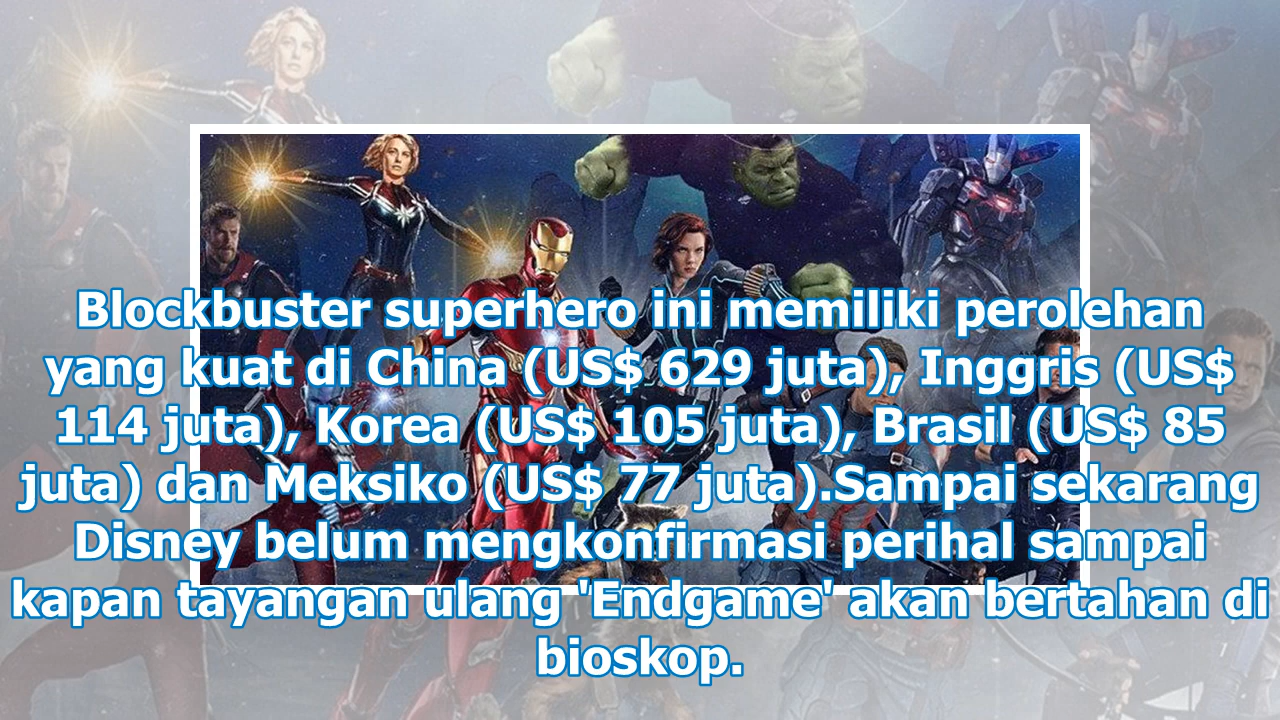 Blockbuster superhero ini memiliki perolehan
yang kuat di China (US$ 629 juta), Inggris (US$
114 juta), Korea (US$ 105 juta), Brasil (US$ 85
juta) dan Meksiko (US$ 77 juta).Sampai sekarang
Disney belum mengkonfirmasi perihal sampai
kapan tayangan ulang 'Endgame' akan bertahan di
bioskop.